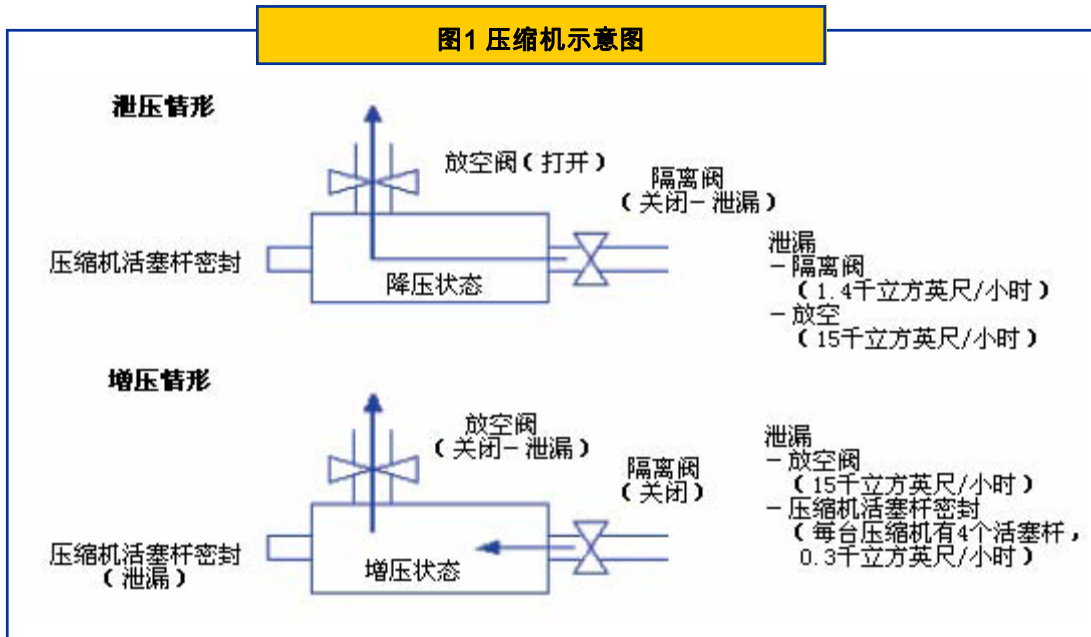 图1 压缩机示意图
泄压情形
放空阀（打开）
隔离阀
（关闭－泄漏）
压缩机活塞杆密封
降压状态
泄漏
－隔离阀
（1.4千立方英尺/小时）
－放空
（15千立方英尺/小时）
增压情形
放空阀
（关闭－泄漏）
隔离阀
（关闭）
压缩机活塞杆密封
（泄漏）
增压状态
泄漏
－放空阀
（15千立方英尺/小时）
－压缩机活塞杆密封
（每台压缩机有4个活塞杆，
0.3千立方英尺/小时）